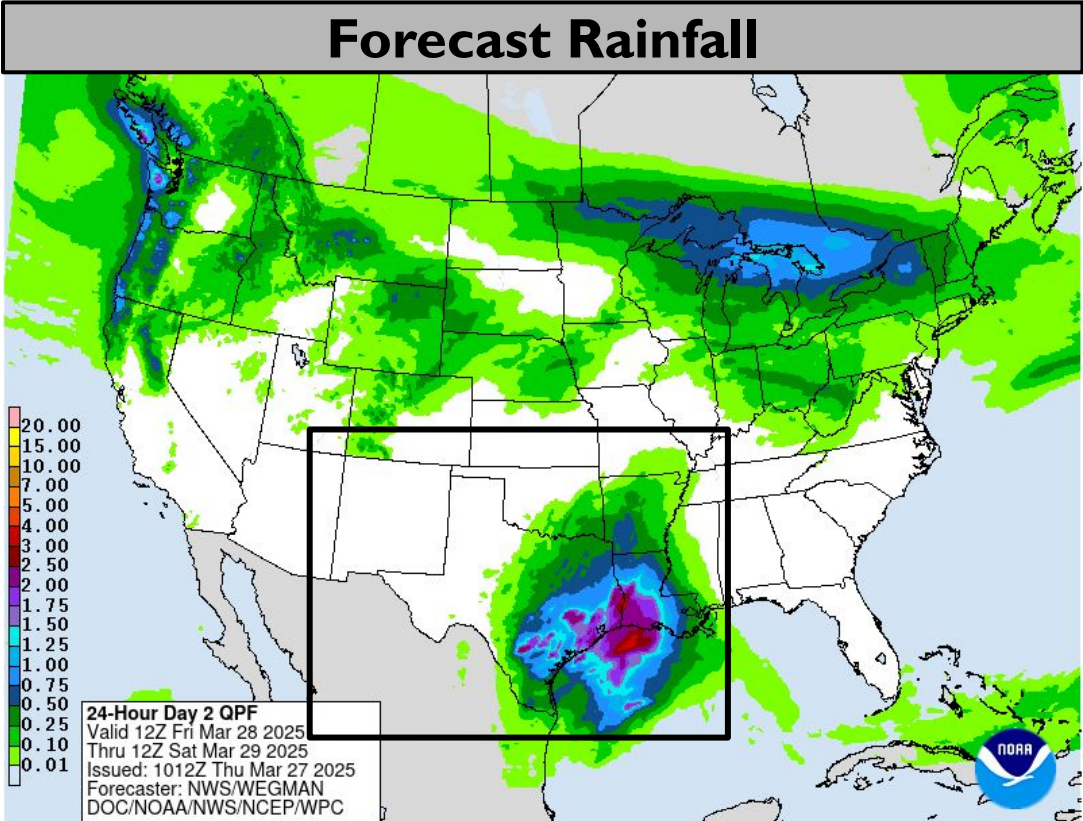 Forecast Rainfall
20.00
15.00
10.00
7.00
5.00
4.00
3.00
2.50
2.00
1.75
1.50
1.25
1.00
0.75
0.50
0.25
0.10
0.01
24-Hour Day 2 QPF
Valid 12Z Fri Mar 28 2025
Thru 12Z Sat Mar 29 2025
Issued: 1012Z Thu Mar 27 2025
Forecaster: NWS/WEGMAN
DOC/NOAA/NWS/NCEP/WPC
NOAA